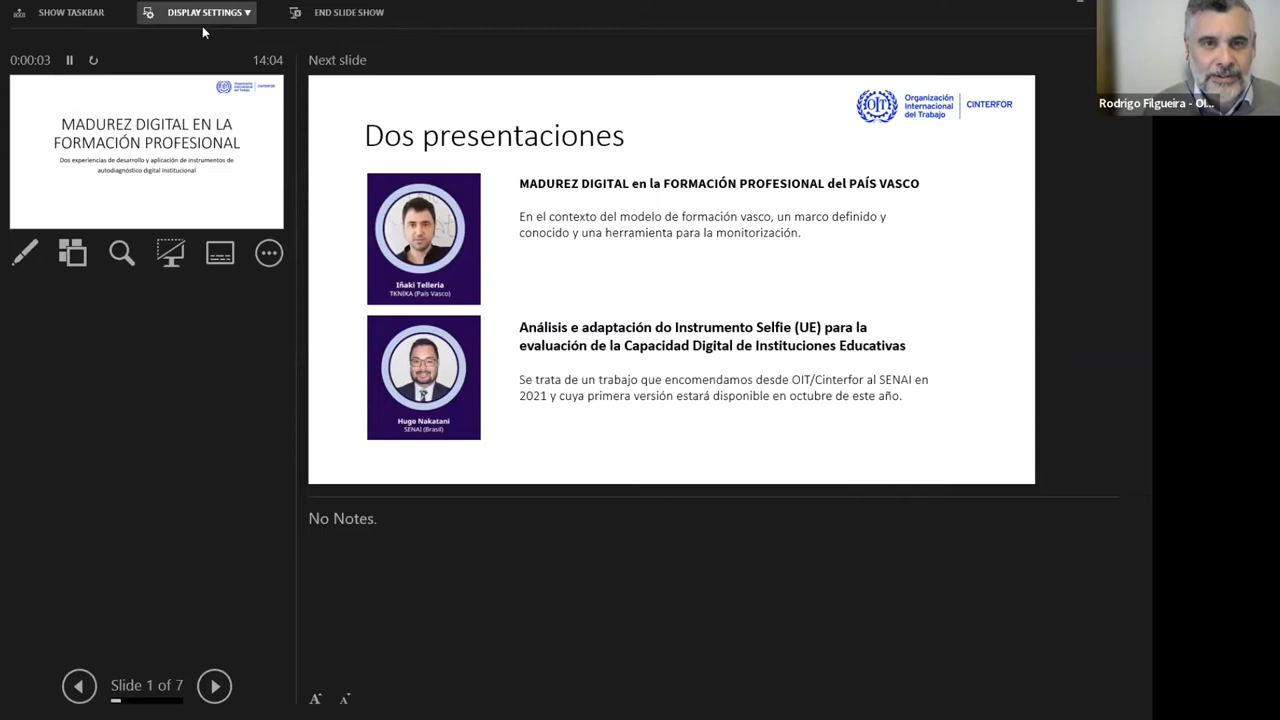 SHOW TASKBAR
DISPLAY SETTINGS ▼
END SLIDE SHOW
0:00:03
14:04
Next slide
Organización
Internacional
del Trabajo
CINTERFOR
MADUREZ DIGITAL EN LA
FORMACIÓN PROFESIONAL
Dos experiencias de desarrollo y aplicación de instrumentos de
autodiagnóstico digital institucional
Organización
Internacional
del Trabajo
CINTERFOR
Dos presentaciones
Iñaki Telleria
TKNIKA (País Vasco)
MADUREZ DIGITAL en la FORMACIÓN PROFESIONAL del PAÍS VASCO
En el contexto del modelo de formación vasco, un marco definido y
conocido y una herramienta para la monitorización.
Hugo Nakatani
SENAI (Brasil)
Análisis e adaptación do Instrumento Selfie (UE) para la
evaluación de la Capacidad Digital de Instituciones Educativas
Se trata de un trabajo que encomendamos desde OIT/Cinterfor al SENAI en
2021 y cuya primera versión estará disponible en octubre de este año.
Rodrigo Filgueira - OI...
No Notes.
Slide 1 of 7
A A